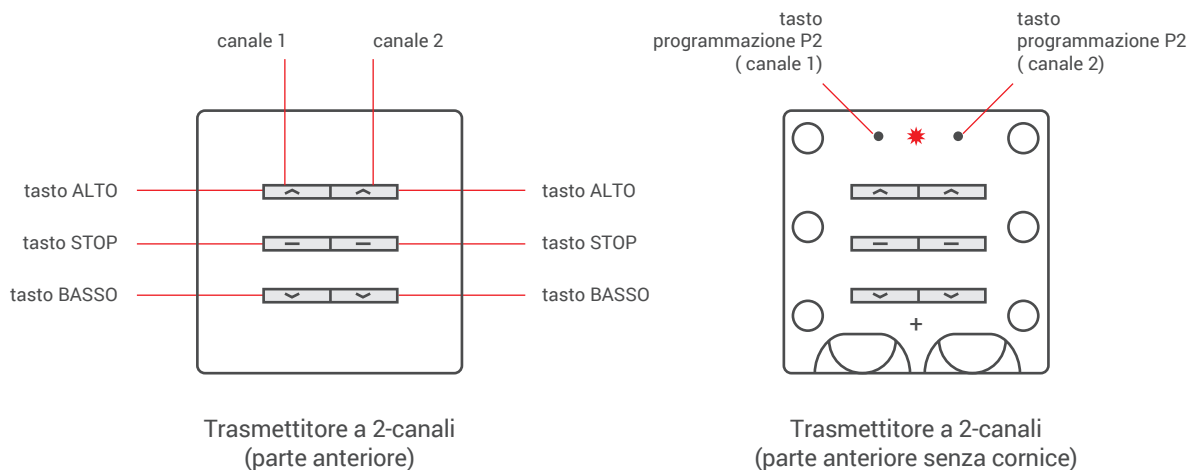 canale 1
canale 2
tasto ALTO
tasto ALTO
tasto STOP
tasto STOP
tasto BASSO
tasto BASSO
Trasmettitore a 2-canali
(parte anteriore)
tasto
programmazione P2
( canale 1)
tasto
programmazione P2
( canale 2)
+
Trasmettitore a 2-canali
(parte anteriore senza cornice)